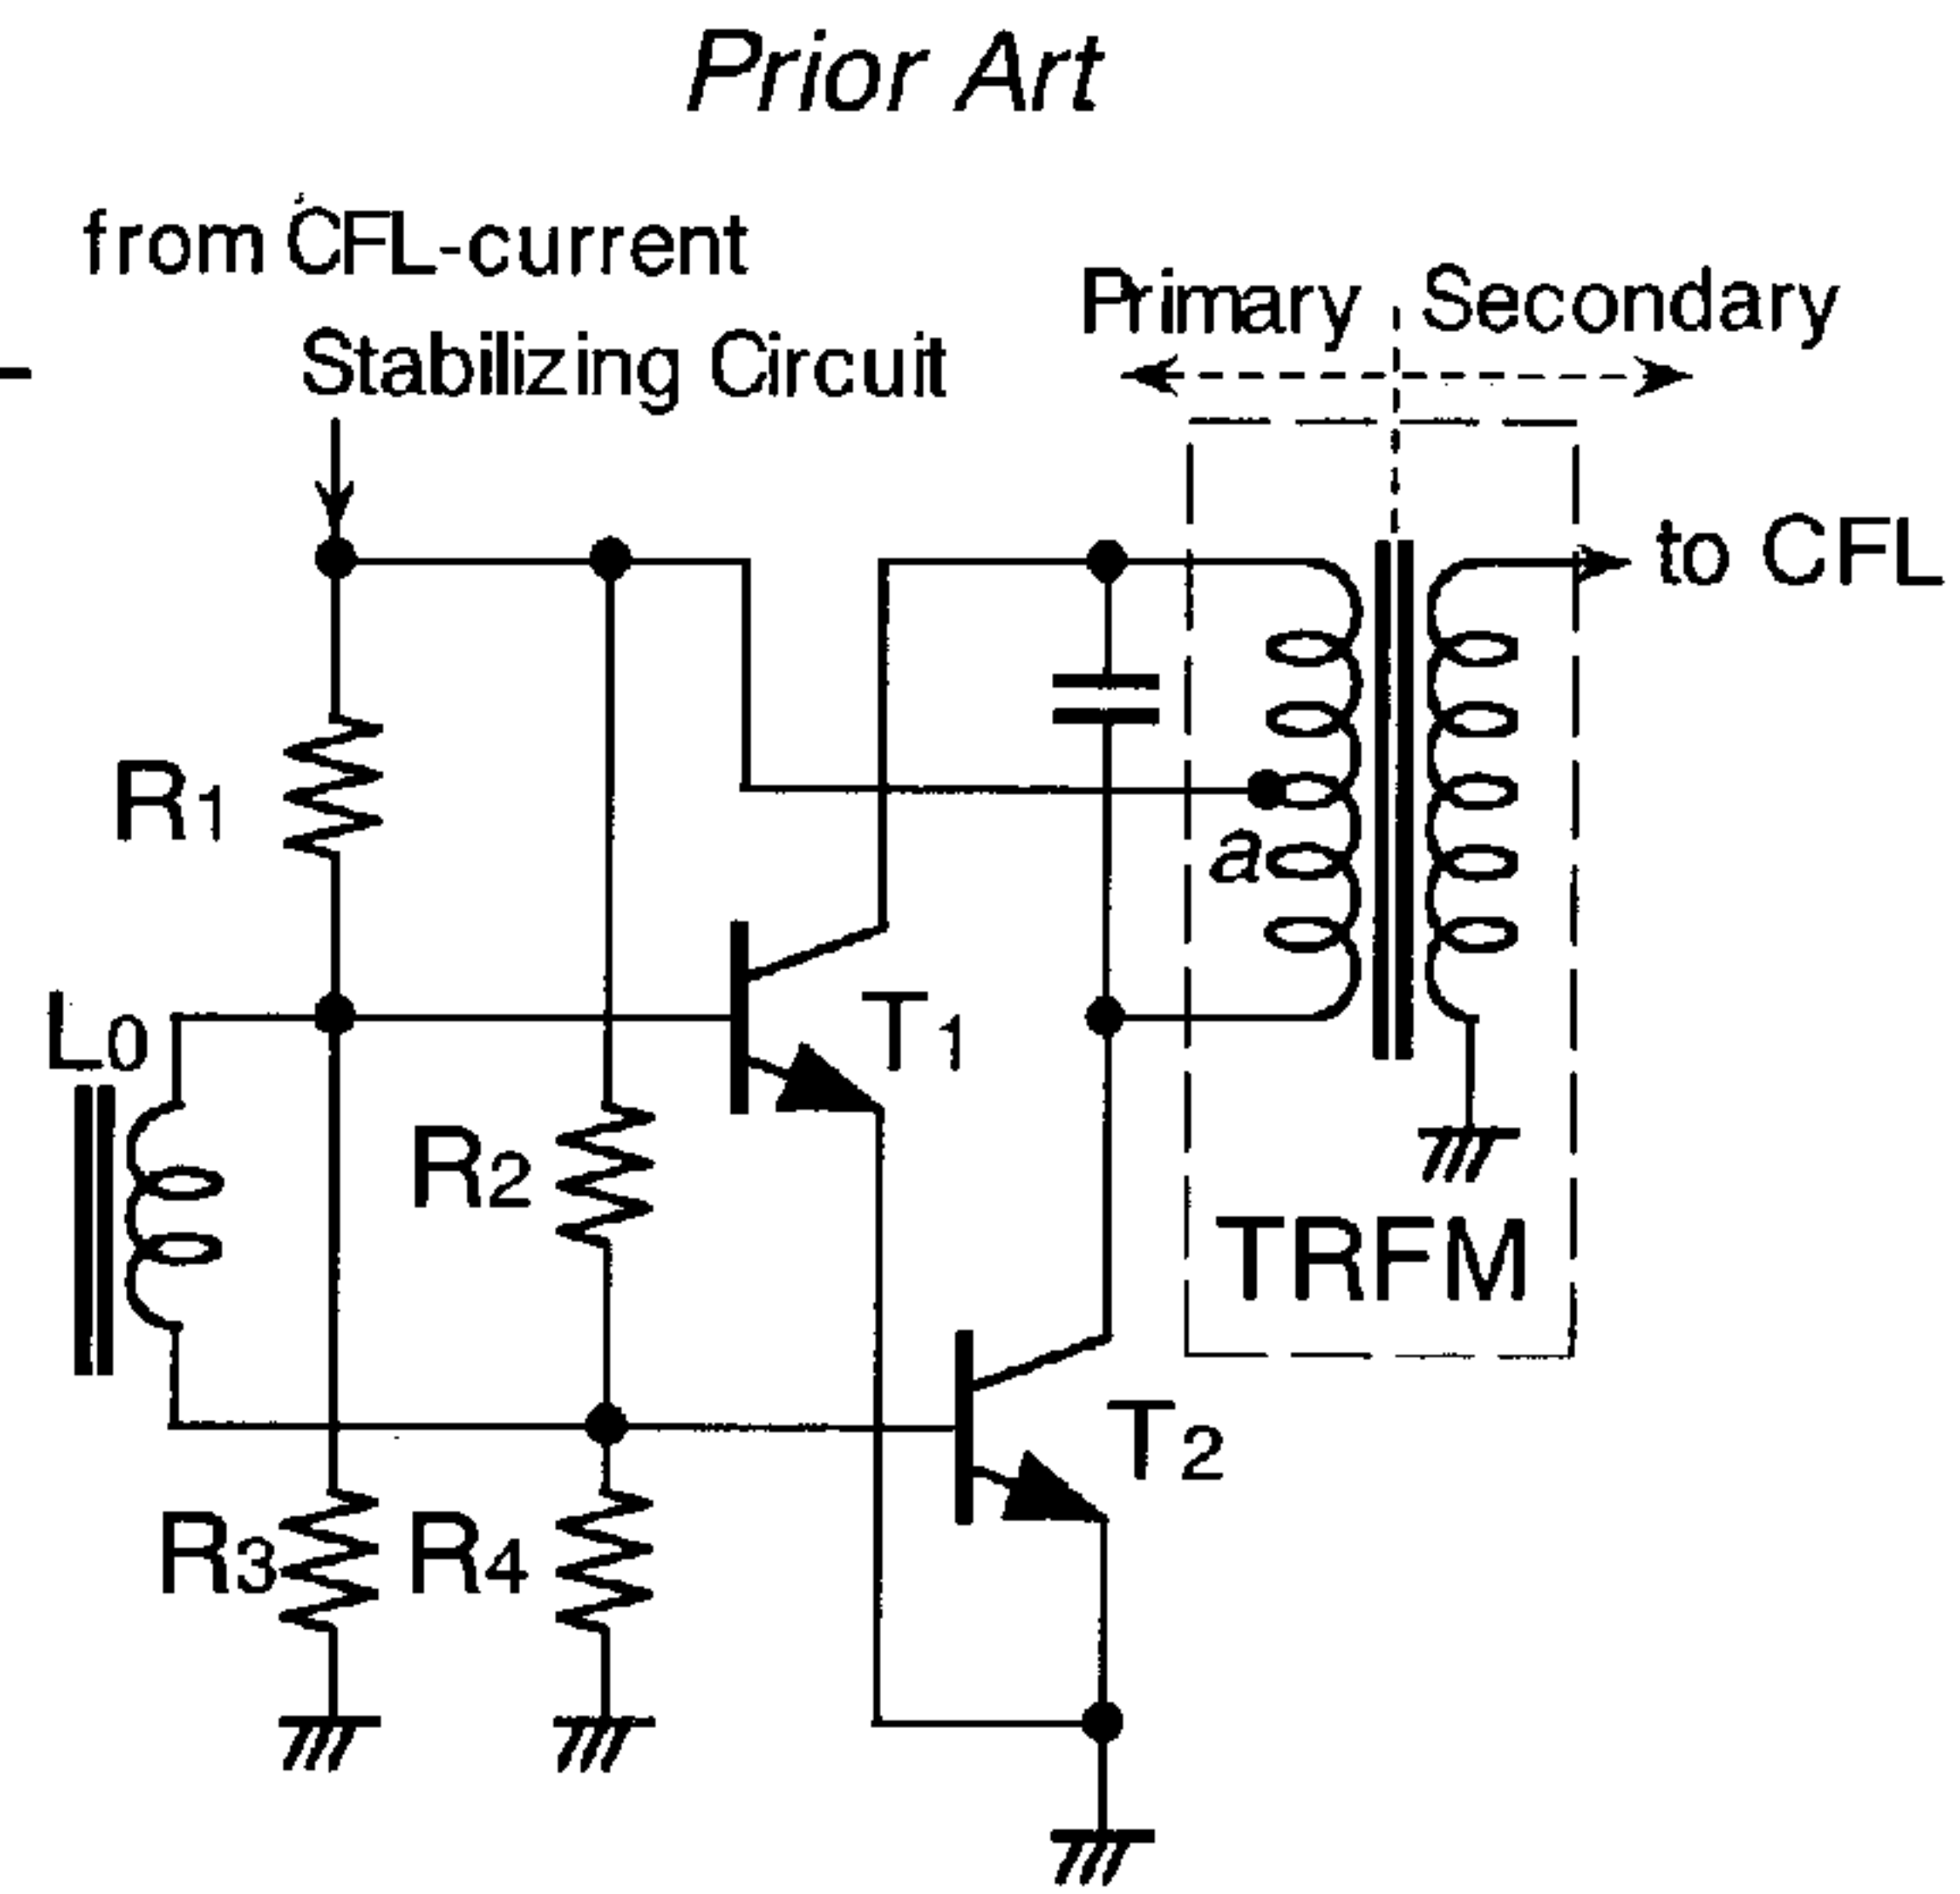 Prior Art
from CFL-current
Stabilizing Circuit
Primary Secondary
to CFL
R1
a
L0
T1
R2
TRFM
T2
R3
R4